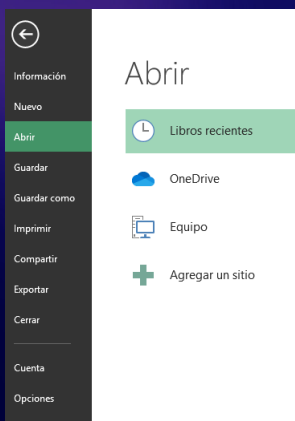 Información
Nuevo
Abrir
Guardar
Guardar como
Imprimir
Compartir
Exportar
Cerrar
Cuenta
Opciones
Abrir
Libros recientes
OneDrive
Equipo
Agregar un sitio